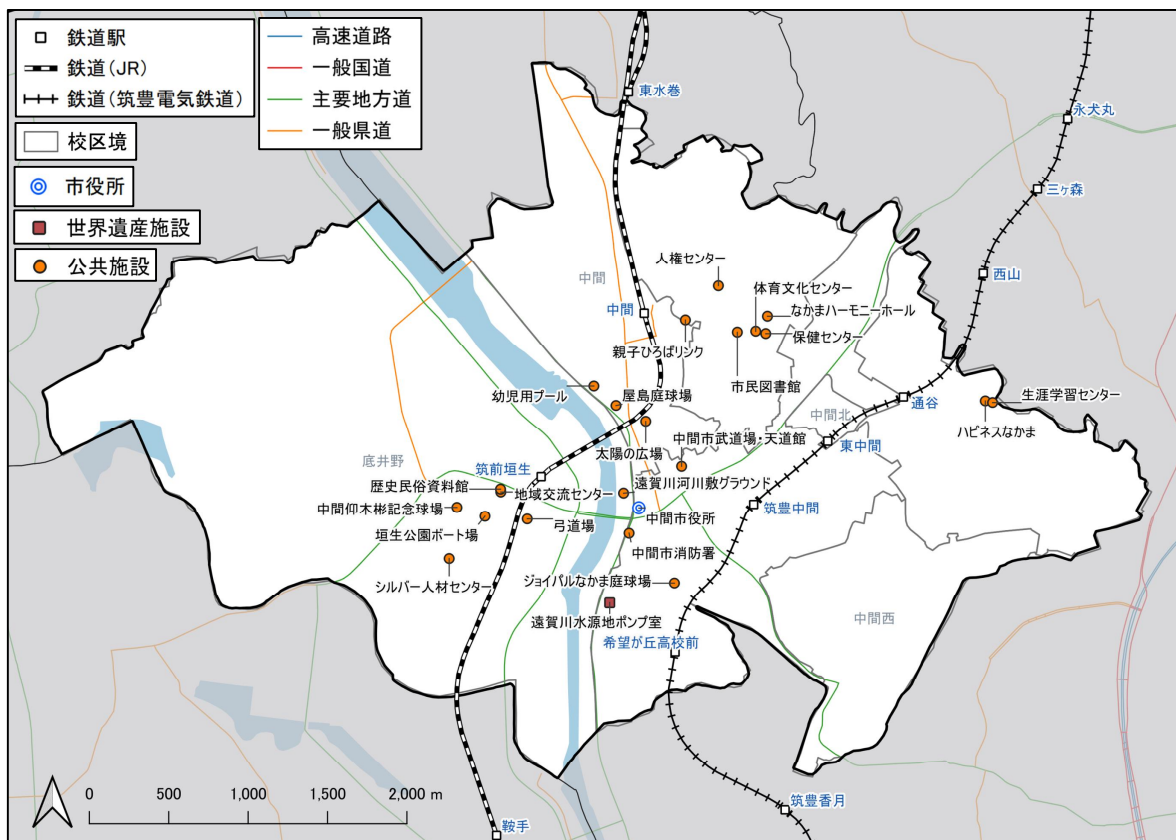 鉄道駅
鉄道(JR)
鉄道(筑豊電気鉄道)
校区境
市役所
世界遺産施設
公共施設
高速道路
一般国道
主要地方道
一般県道
東水巻
永犬丸
三ヶ森
西山
人権センター
中間
体育文化センター
なかまハーモニーホール
中間
保健センター
親子ひろばリンク
市民図書館
幼児用プール
屋島庭球場
通谷
生涯学習センター
中間北
ハピネスなかま
東中間
太陽の広場
中間市武道場・天道館
底井野
筑前垣生
歴史民俗資料館
地域交流センター
遠賀川河川敷グラウンド
中間仰木彬記念球場
筑豊中間
中間市役所
垣生公園ボート場
弓道場
中間市消防署
シルバー人材センター
ジョイパルなかま庭球場
遠賀川水源地ポンプ室
中間西
希望が丘高校前
筑豊香月
鞍手
0 500 1,000 1,500 2,000 m